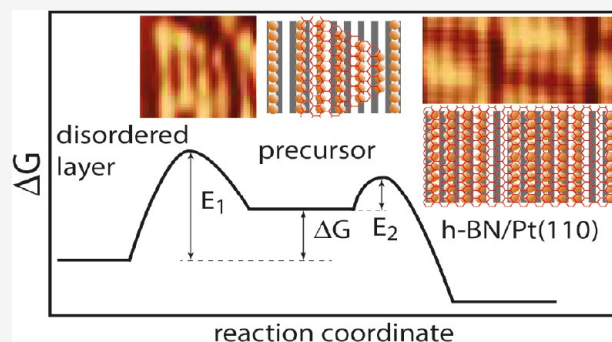 ΔG
disordered
layer
precursor
E₁
ΔG
E₂
h-BN/Pt(110)
reaction coordinate